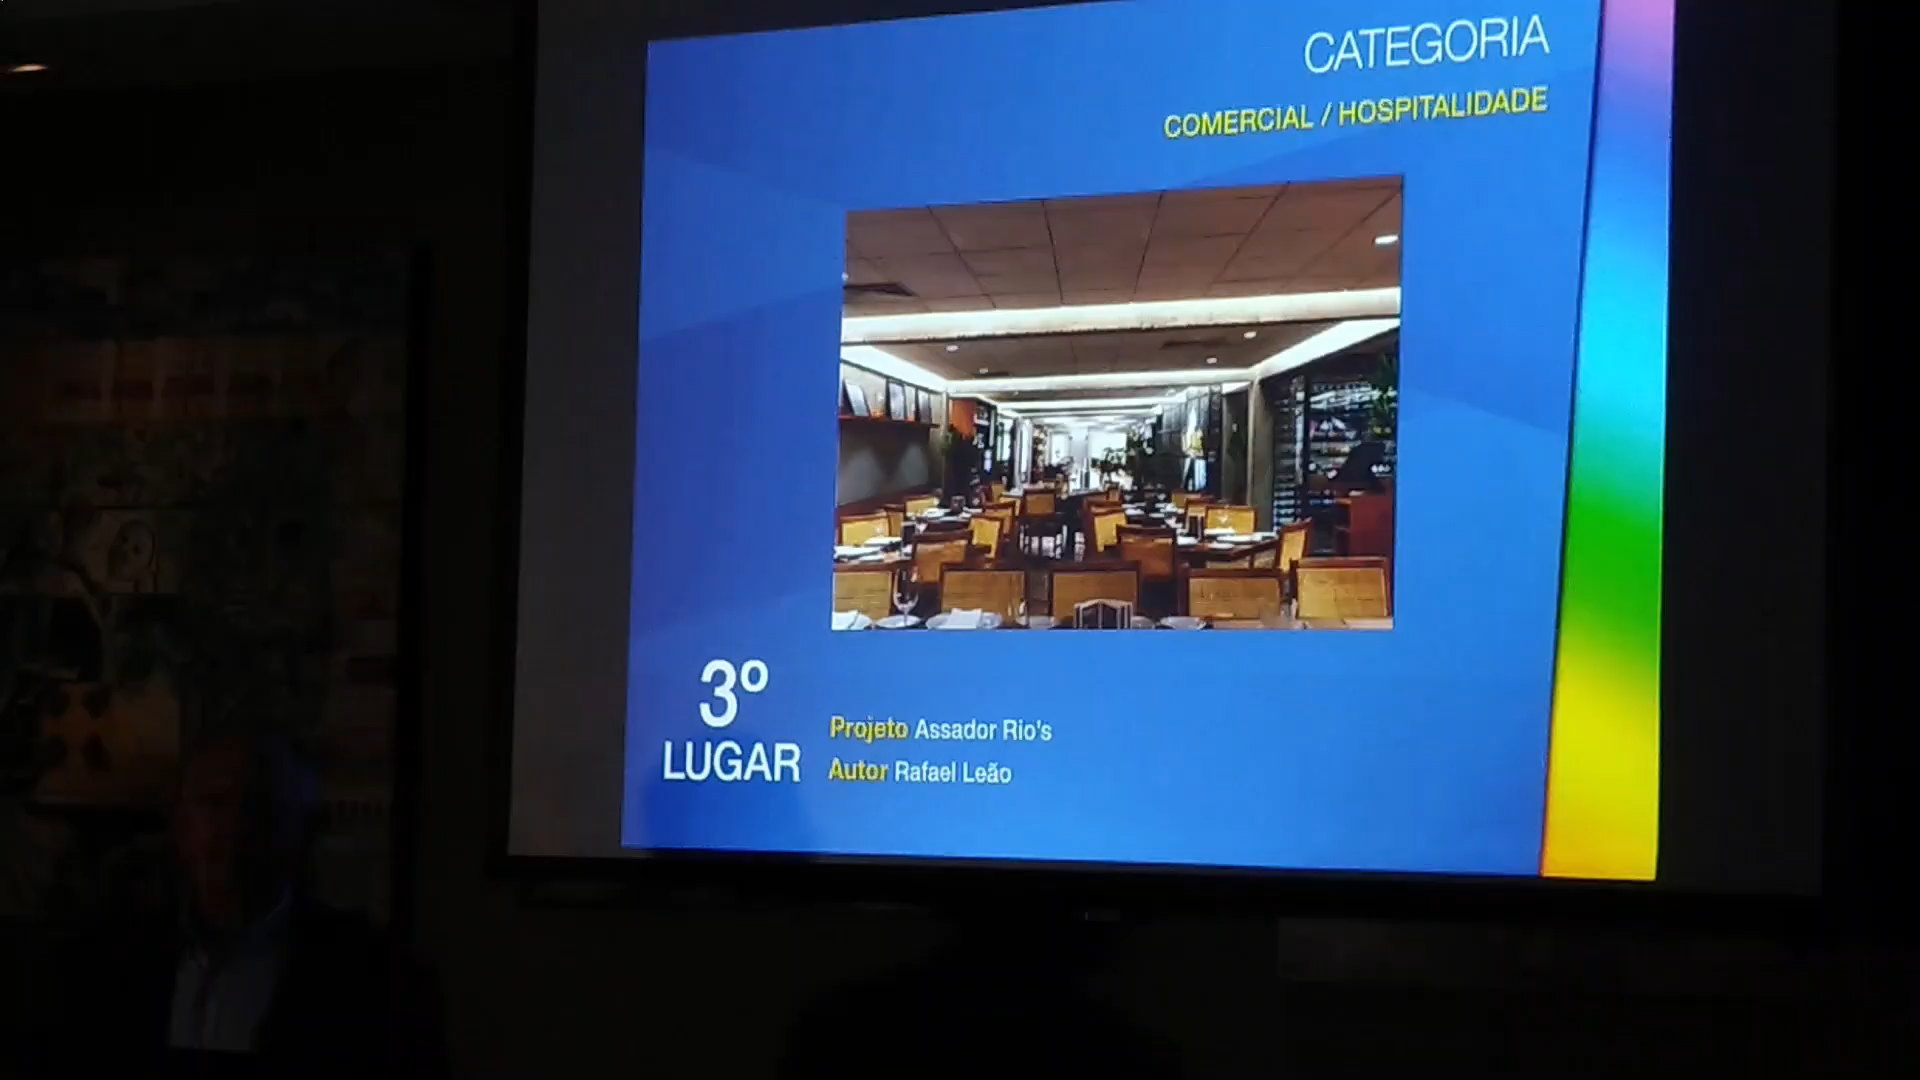 CATEGORIA
COMERCIAL / HOSPITALIDADE
3º
LUGAR
Projeto Assador Rio's
Autor Rafael Leão